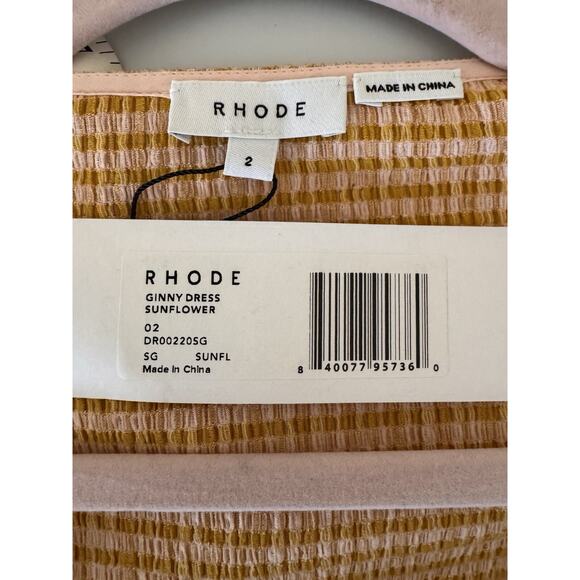 RHODE
MADE IN CHINA
2
RHODE
GINNY DRESS
SUNFLOWER
02
DR00220SG
SG SUNFL
Made In China
8 40077 95736 0